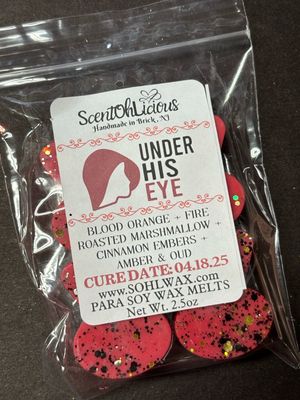 ScentOhLicious
Handmade in Brick, NJ
UNDER
HIS
EYE
BLOOD ORANGE + FIRE
ROASTED MARSHMALLOW +
CINNAMON EMBERS +
AMBER & OUD
CURE DATE: 04.18.25
WWW.SOHLWAX.COM
PARA SOY WAX MELTS
Net Wt. 2.5oz